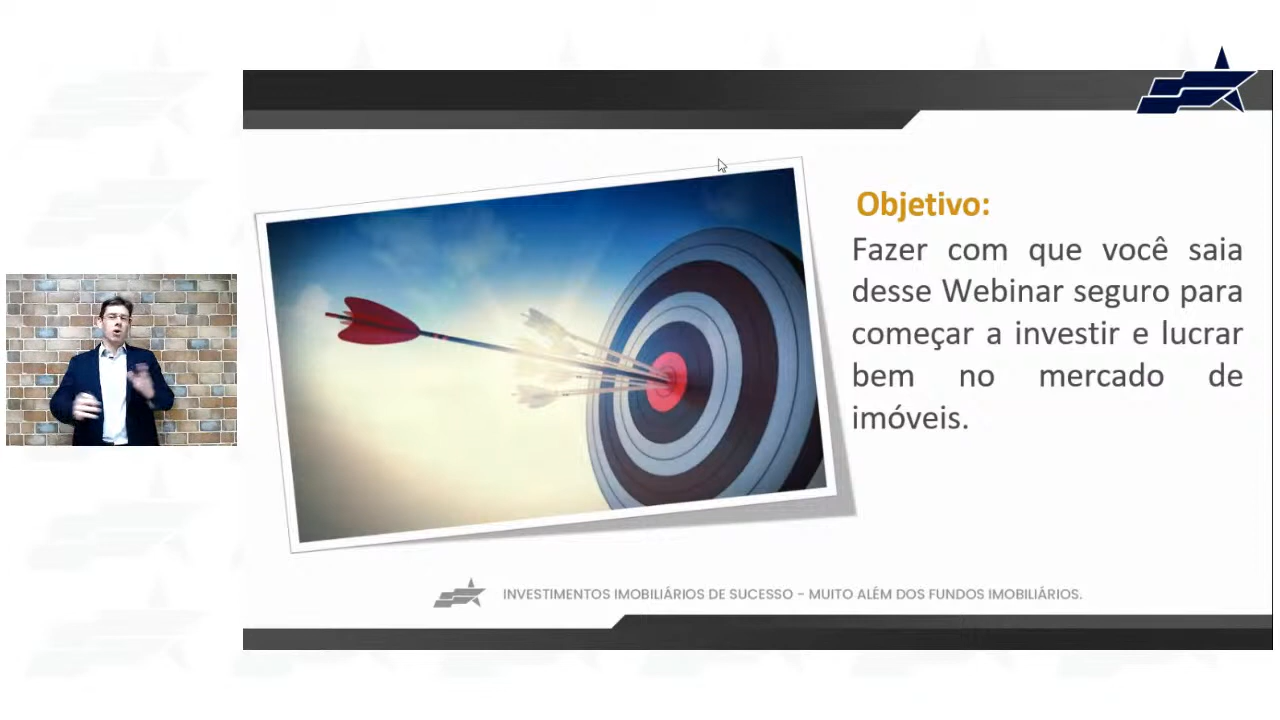 Objetivo:
Fazer com que você saia
desse Webinar seguro para
começar a investir e lucrar
bem no mercado de
imóveis.
INVESTIMENTOS IMOBILIÁRIOS DE SUCESSO - MUITO ALÉM DOS FUNDOS IMOBILIÁRIOS.